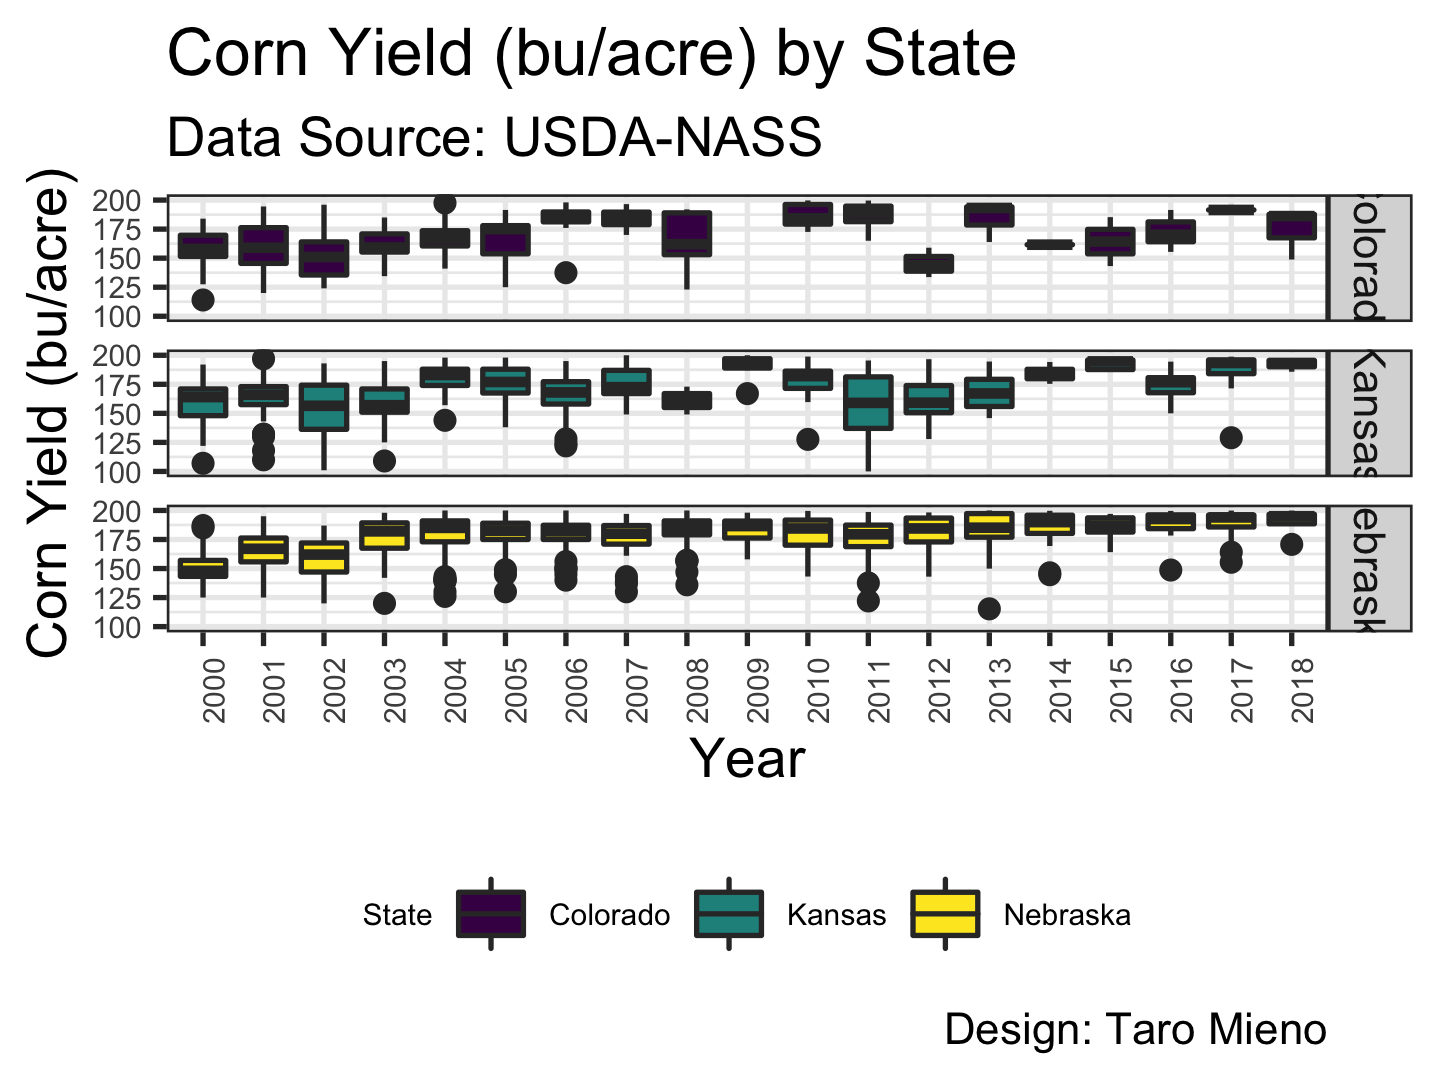 Corn Yield (bu/acre) by State
Data Source: USDA-NASS
Corn Yield (bu/acre)
200
175
150
125
100
olorad
200
175
150
125
100
Kansas
200
175
150
125
100
ebrask
2000 2001 2002 2003 2004 2005 2006 2007 2008 2009 2010 2011 2012 2013 2014 2015 2016 2017 2018
Year
State Colorado Kansas Nebraska
Design: Taro Mieno